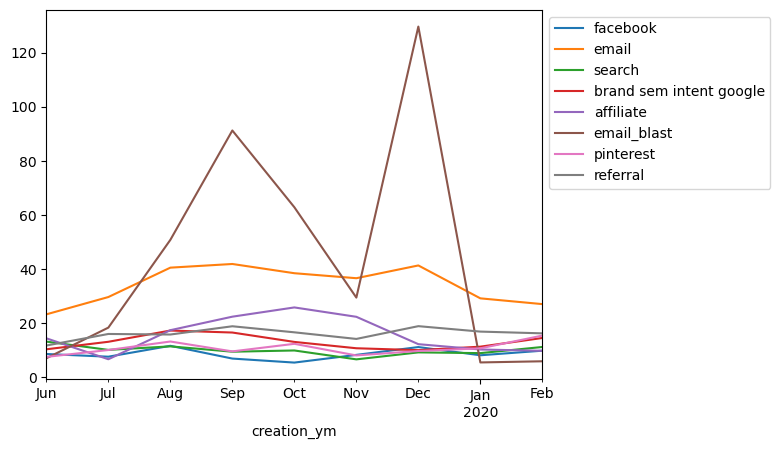 120
100
80
60
40
20
0
Jun Jul Aug Sep Oct Nov Dec Jan Feb
2020
creation_ym
facebook
email
search
brand sem intent google
affiliate
email_blast
pinterest
referral